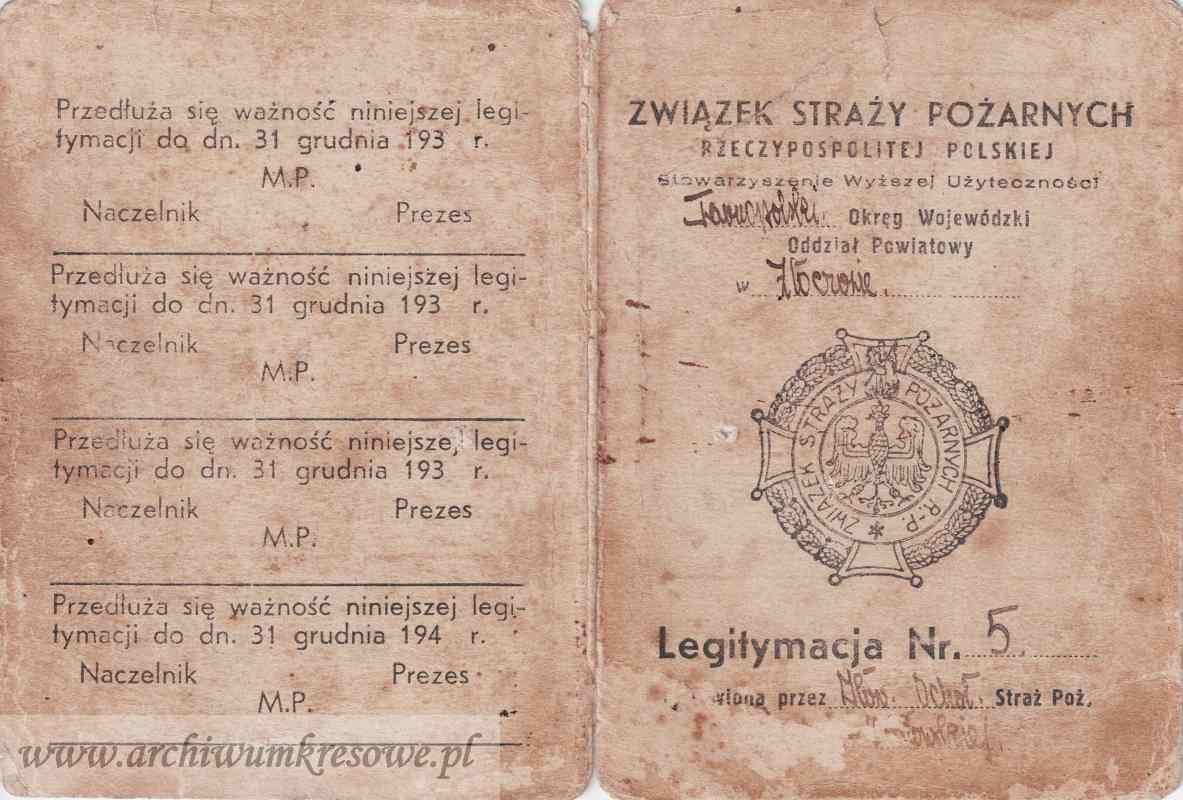 Przedłuża się ważność niniejszej legi-
tymacji do dn. 31 grudnia 193 r.
M.P.
Naczelnik Prezes
Przedłuża się ważność niniejszej legi-
tymacji do dn. 31 grudnia 193 r.
Naczelnik Prezes
M.P.
Przedłuża się ważność niniejszej legi-
tymacji do dn. 31 grudnia 193 r.
Naczelnik Prezes
M.P.
Przedłuża się ważność niniejszej legi-
tymacji do dn. 31 grudnia 194 r.
Naczelnik Prezes
M.P.
www.archiwumkresowe.pl
ZWIĄZEK STRAŻY POŻARNYCH
RZECZYPOSPOLITEJ POLSKIEJ
Stowarzyszenie Wyższej Użyteczności
Okręg Wojewódzki
Oddział Powiatowy
w Złoczowie.
ZWIĄZEK STRAŻY POŻARNYCH R.P.
Legitymacja Nr. 5.
przez Ochot. Straż Poż.